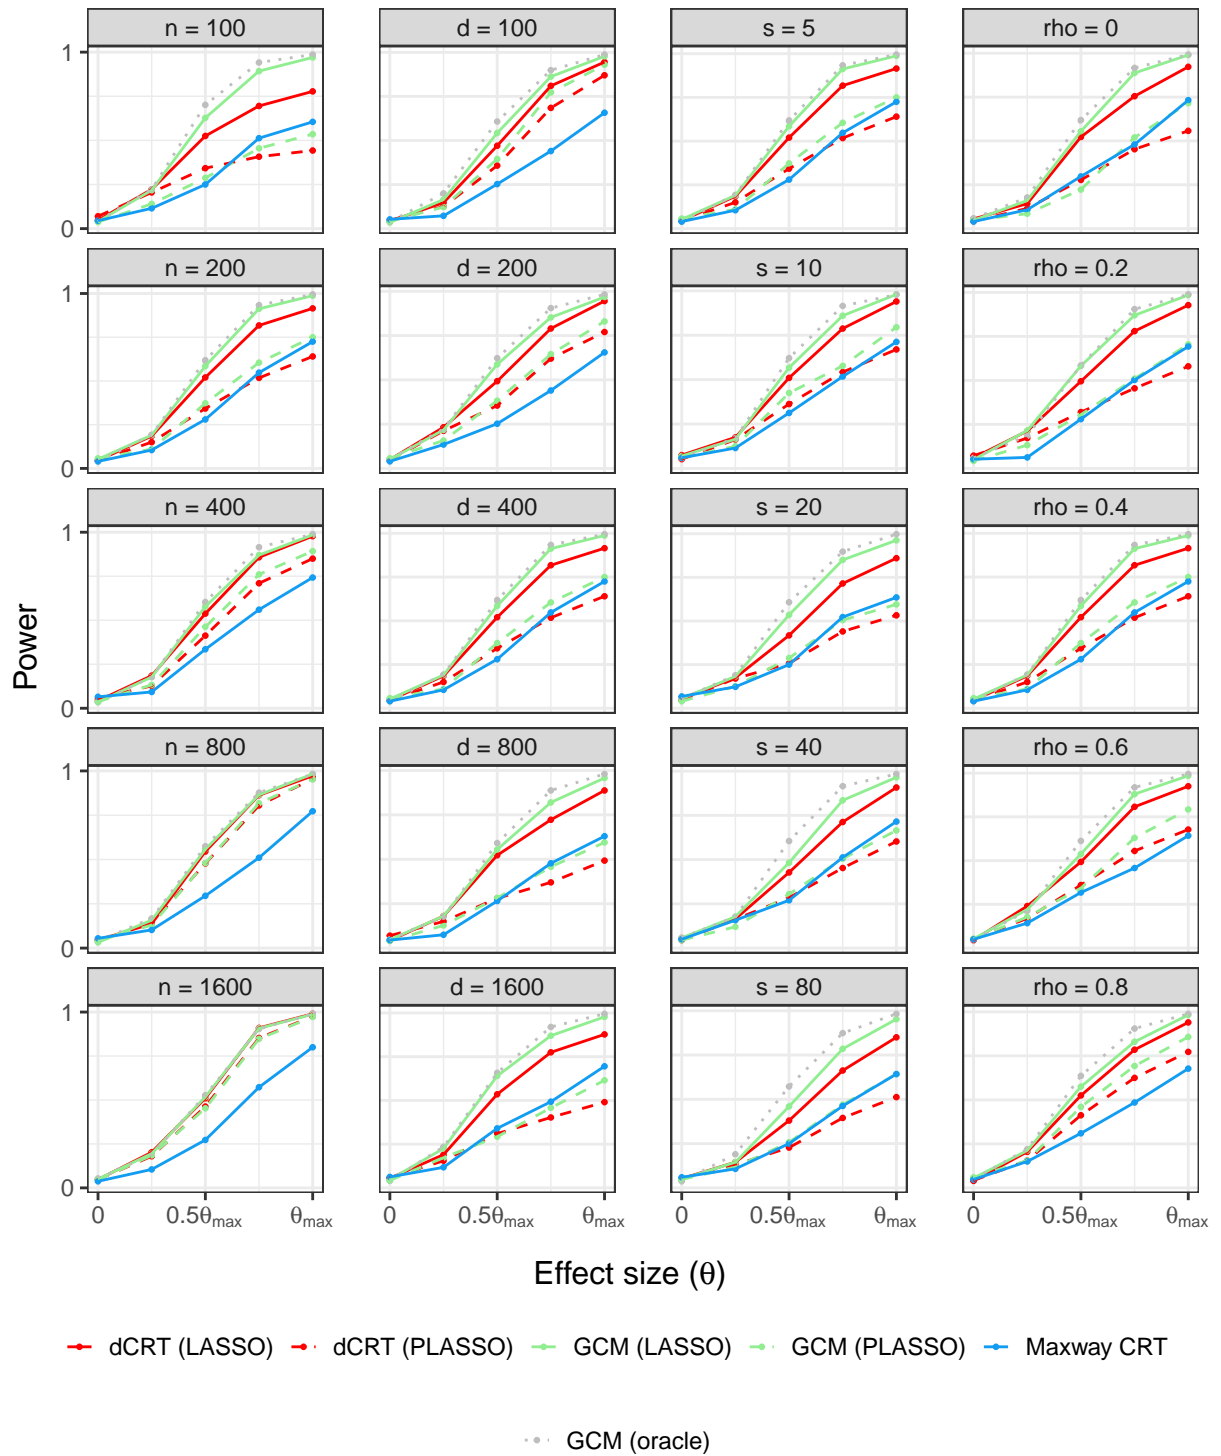 n = 100 d = 100 s = 5 rho = 0
1
0
n = 200 d = 200 s = 10 rho = 0.2
1
0
n = 400 d = 400 s = 20 rho = 0.4
1
0
n = 800 d = 800 s = 40 rho = 0.6
1
0
n = 1600 d = 1600 s = 80 rho = 0.8
1
0
Power
0 0.5θmax θmax 0 0.5θmax θmax 0 0.5θmax θmax 0 0.5θmax θmax
Effect size (θ)
dCRT (LASSO) dCRT (PLASSO) GCM (LASSO) GCM (PLASSO) Maxway CRT
GCM (oracle)